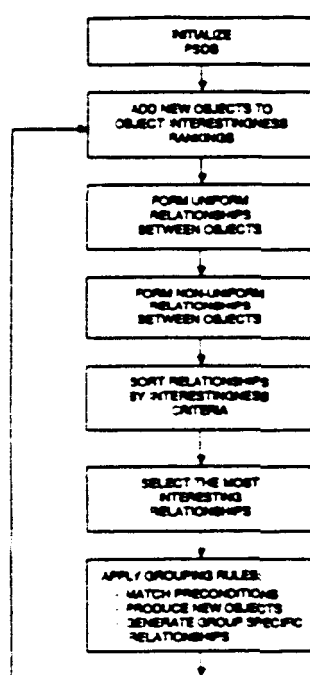 INITIALIZE
PSDB
ADD NEW OBJECTS TO
OBJECT INTERESTINGNESS
RANKINGS
FORM UNIFORM
RELATIONSHIPS
BETWEEN OBJECTS
FORM NON-UNIFORM
RELATIONSHIPS
BETWEEN OBJECTS
SORT RELATIONSHIPS
BY INTERESTINGNESS
CRITERIA
SELECT THE MOST
INTERESTING
RELATIONSHIPS
APPLY GROUPING RULES:
- MATCH PRECONDITIONS
- PRODUCE NEW OBJECTS
- GENERATE GROUP SPECIFIC
RELATIONSHIPS